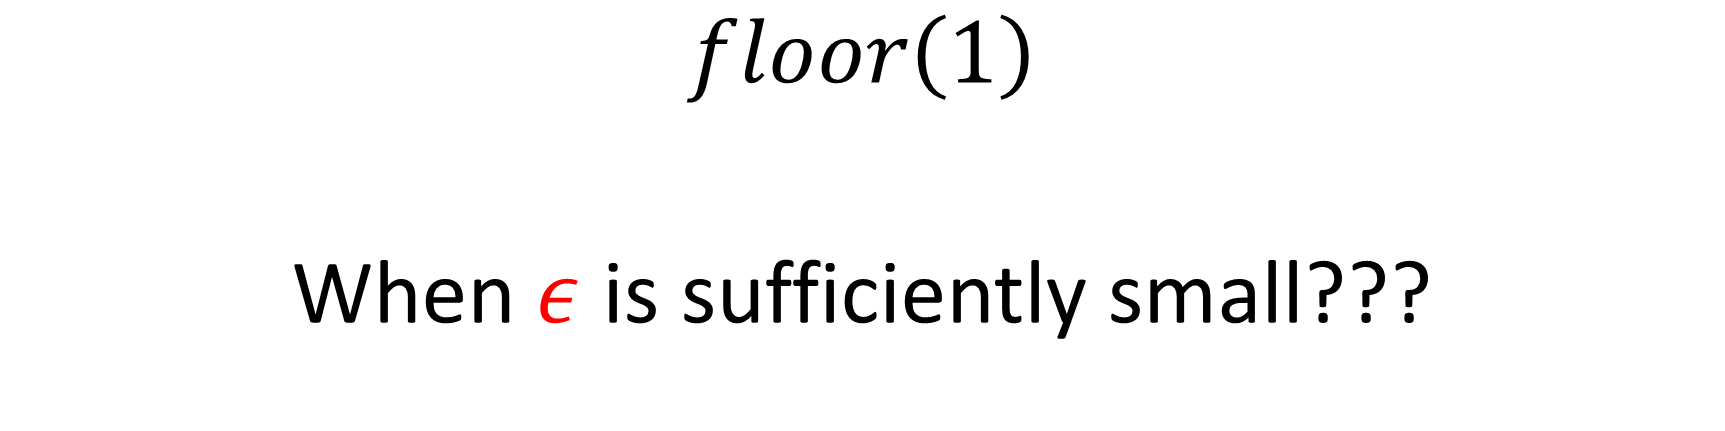 floor(1)
When ϵ is sufficiently small???